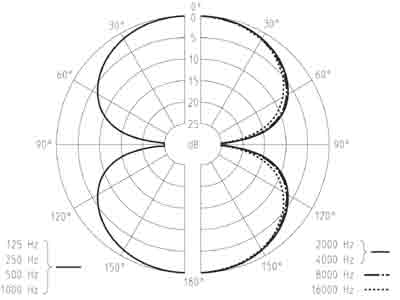 0°
30° 0 30°
5
10
60° 15 60°
20
25
90° dB 90°
120° 170°
125 Hz
250 Hz
500 Hz
1000 Hz
150° 150°
160°
2000 Hz
4000 Hz
8000 Hz
16000 Hz